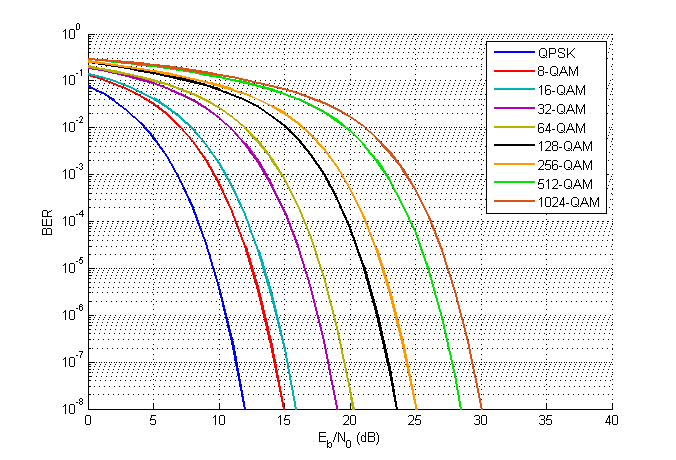 10^0
10^-1
10^-2
10^-3
10^-4
10^-5
10^-6
10^-7
10^-8
BER
QPSK
8-QAM
16-QAM
32-QAM
64-QAM
128-QAM
256-QAM
512-QAM
1024-QAM
0 5 10 15 20 25 30 35 40
E_b/N_0 (dB)